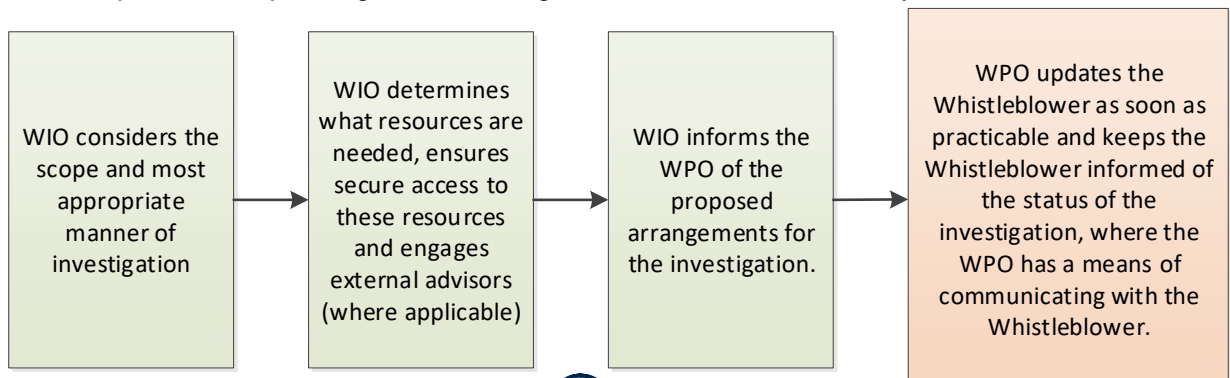 WIO considers the
scope and most
appropriate
manner of
investigation
WIO determines
what resources are
needed, ensures
secure access to
these resources
and engages
external advisors
(where applicable)
WIO informs the
WPO of the
proposed
arrangements for
the investigation.
WPO updates the
Whistleblower as soon as
practicable and keeps the
Whistleblower informed of
the status of the
investigation, where the
WPO has a means of
communicating with the
Whistleblower.